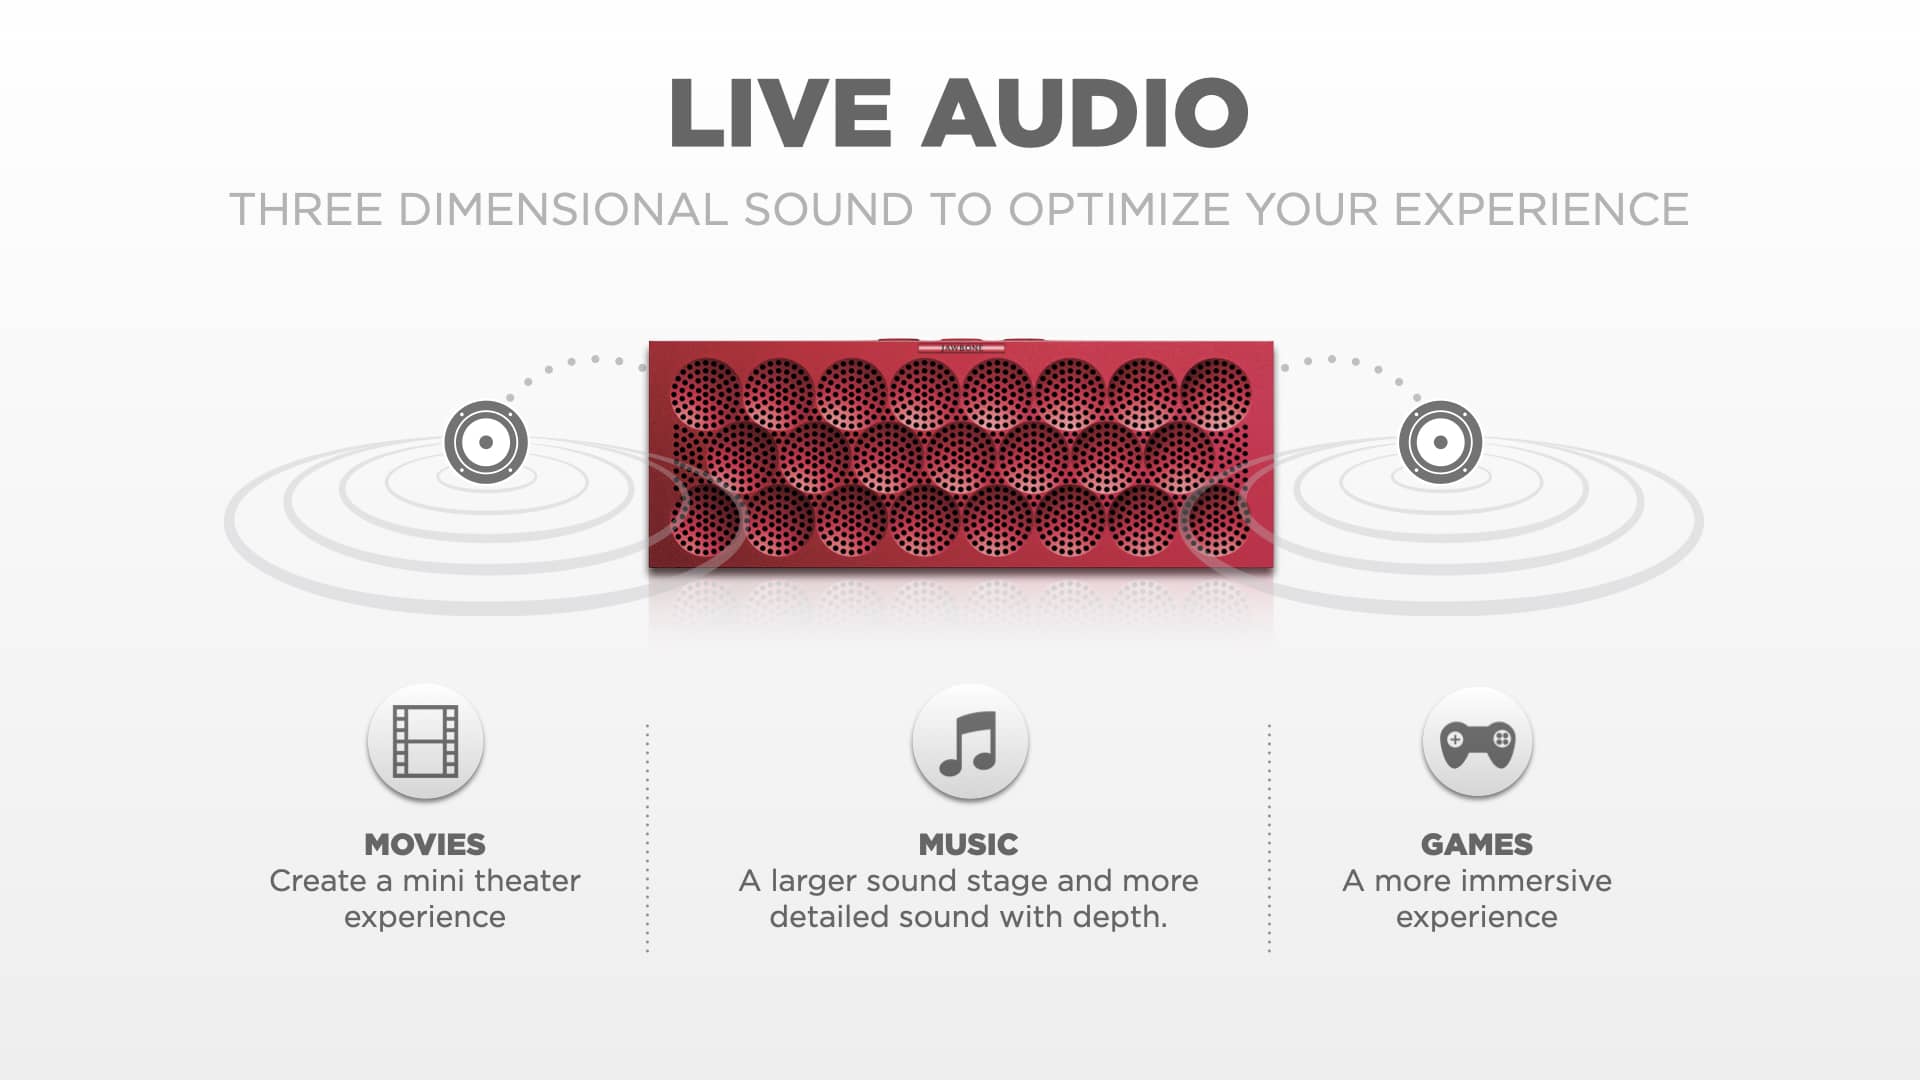 LIVE AUDIO
THREE DIMENSIONAL SOUND TO OPTIMIZE YOUR EXPERIENCE
JAWBONE
MOVIES
Create a mini theater
experience
MUSIC
A larger sound stage and more
detailed sound with depth.
GAMES
A more immersive
experience